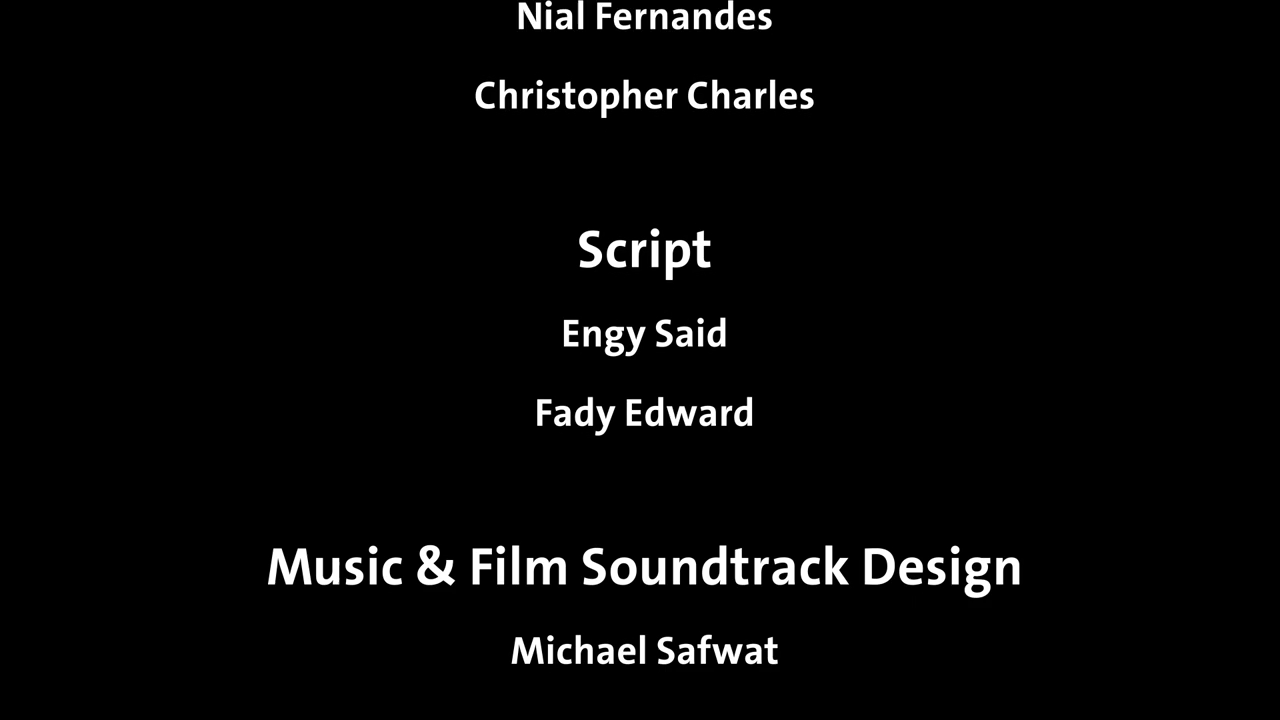 Nial Fernandes
Christopher Charles
Script
Engy Said
Fady Edward
Music & Film Soundtrack Design
Michael Safwat